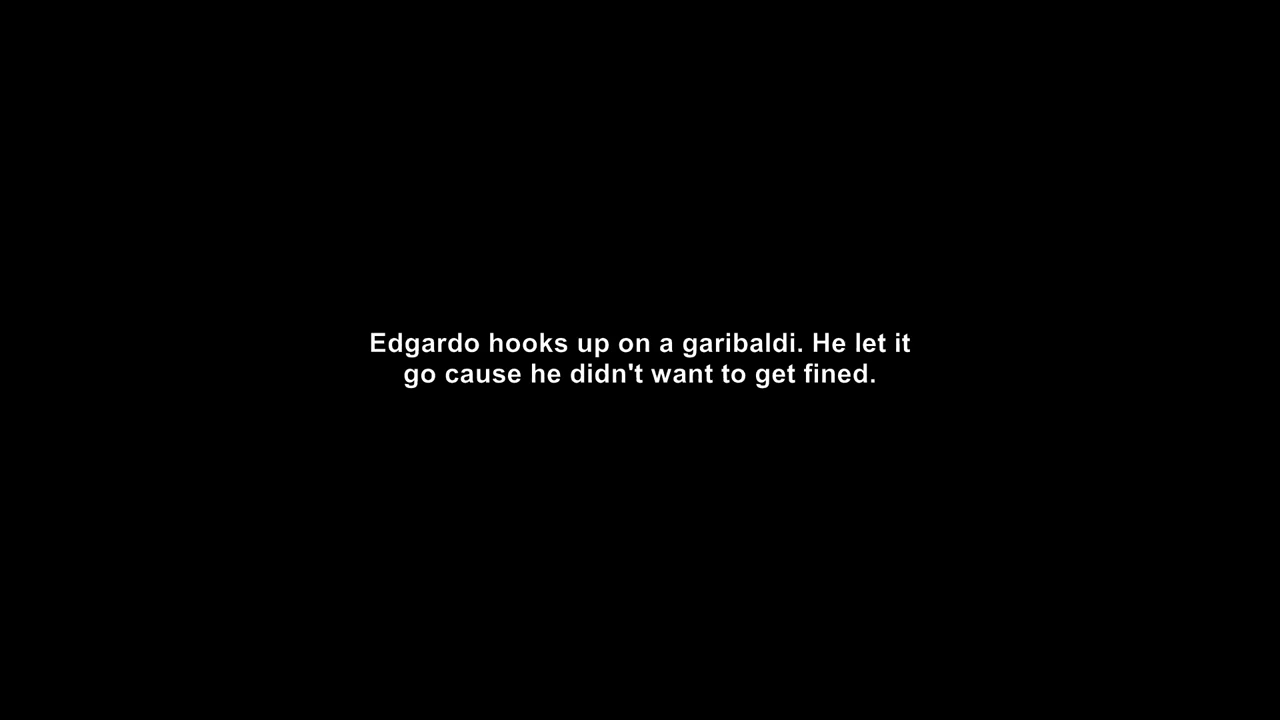 Edgardo hooks up on a garibaldi. He let it
go cause he didn't want to get fined.